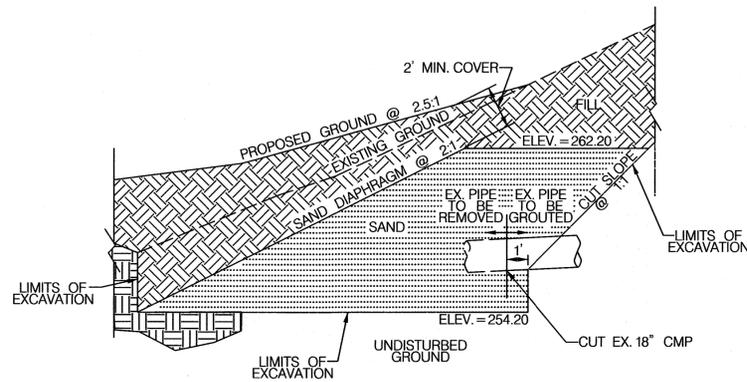 2' MIN. COVER
PROPOSED GROUND @ 2.5:1
FILL
EXISTING GROUND
ELEV. = 262.20
SAND DIAPHRAGM @ 2:1
CUT SLOPE
@ 1:1
EX. PIPE
TO BE
REMOVED
EX. PIPE
TO BE
GROUTED
SAND
LIMITS OF
EXCAVATION
1'
LIMITS OF
EXCAVATION
ELEV. = 254.20
UNDISTURBED
GROUND
CUT EX. 18" CMP
LIMITS OF
EXCAVATION